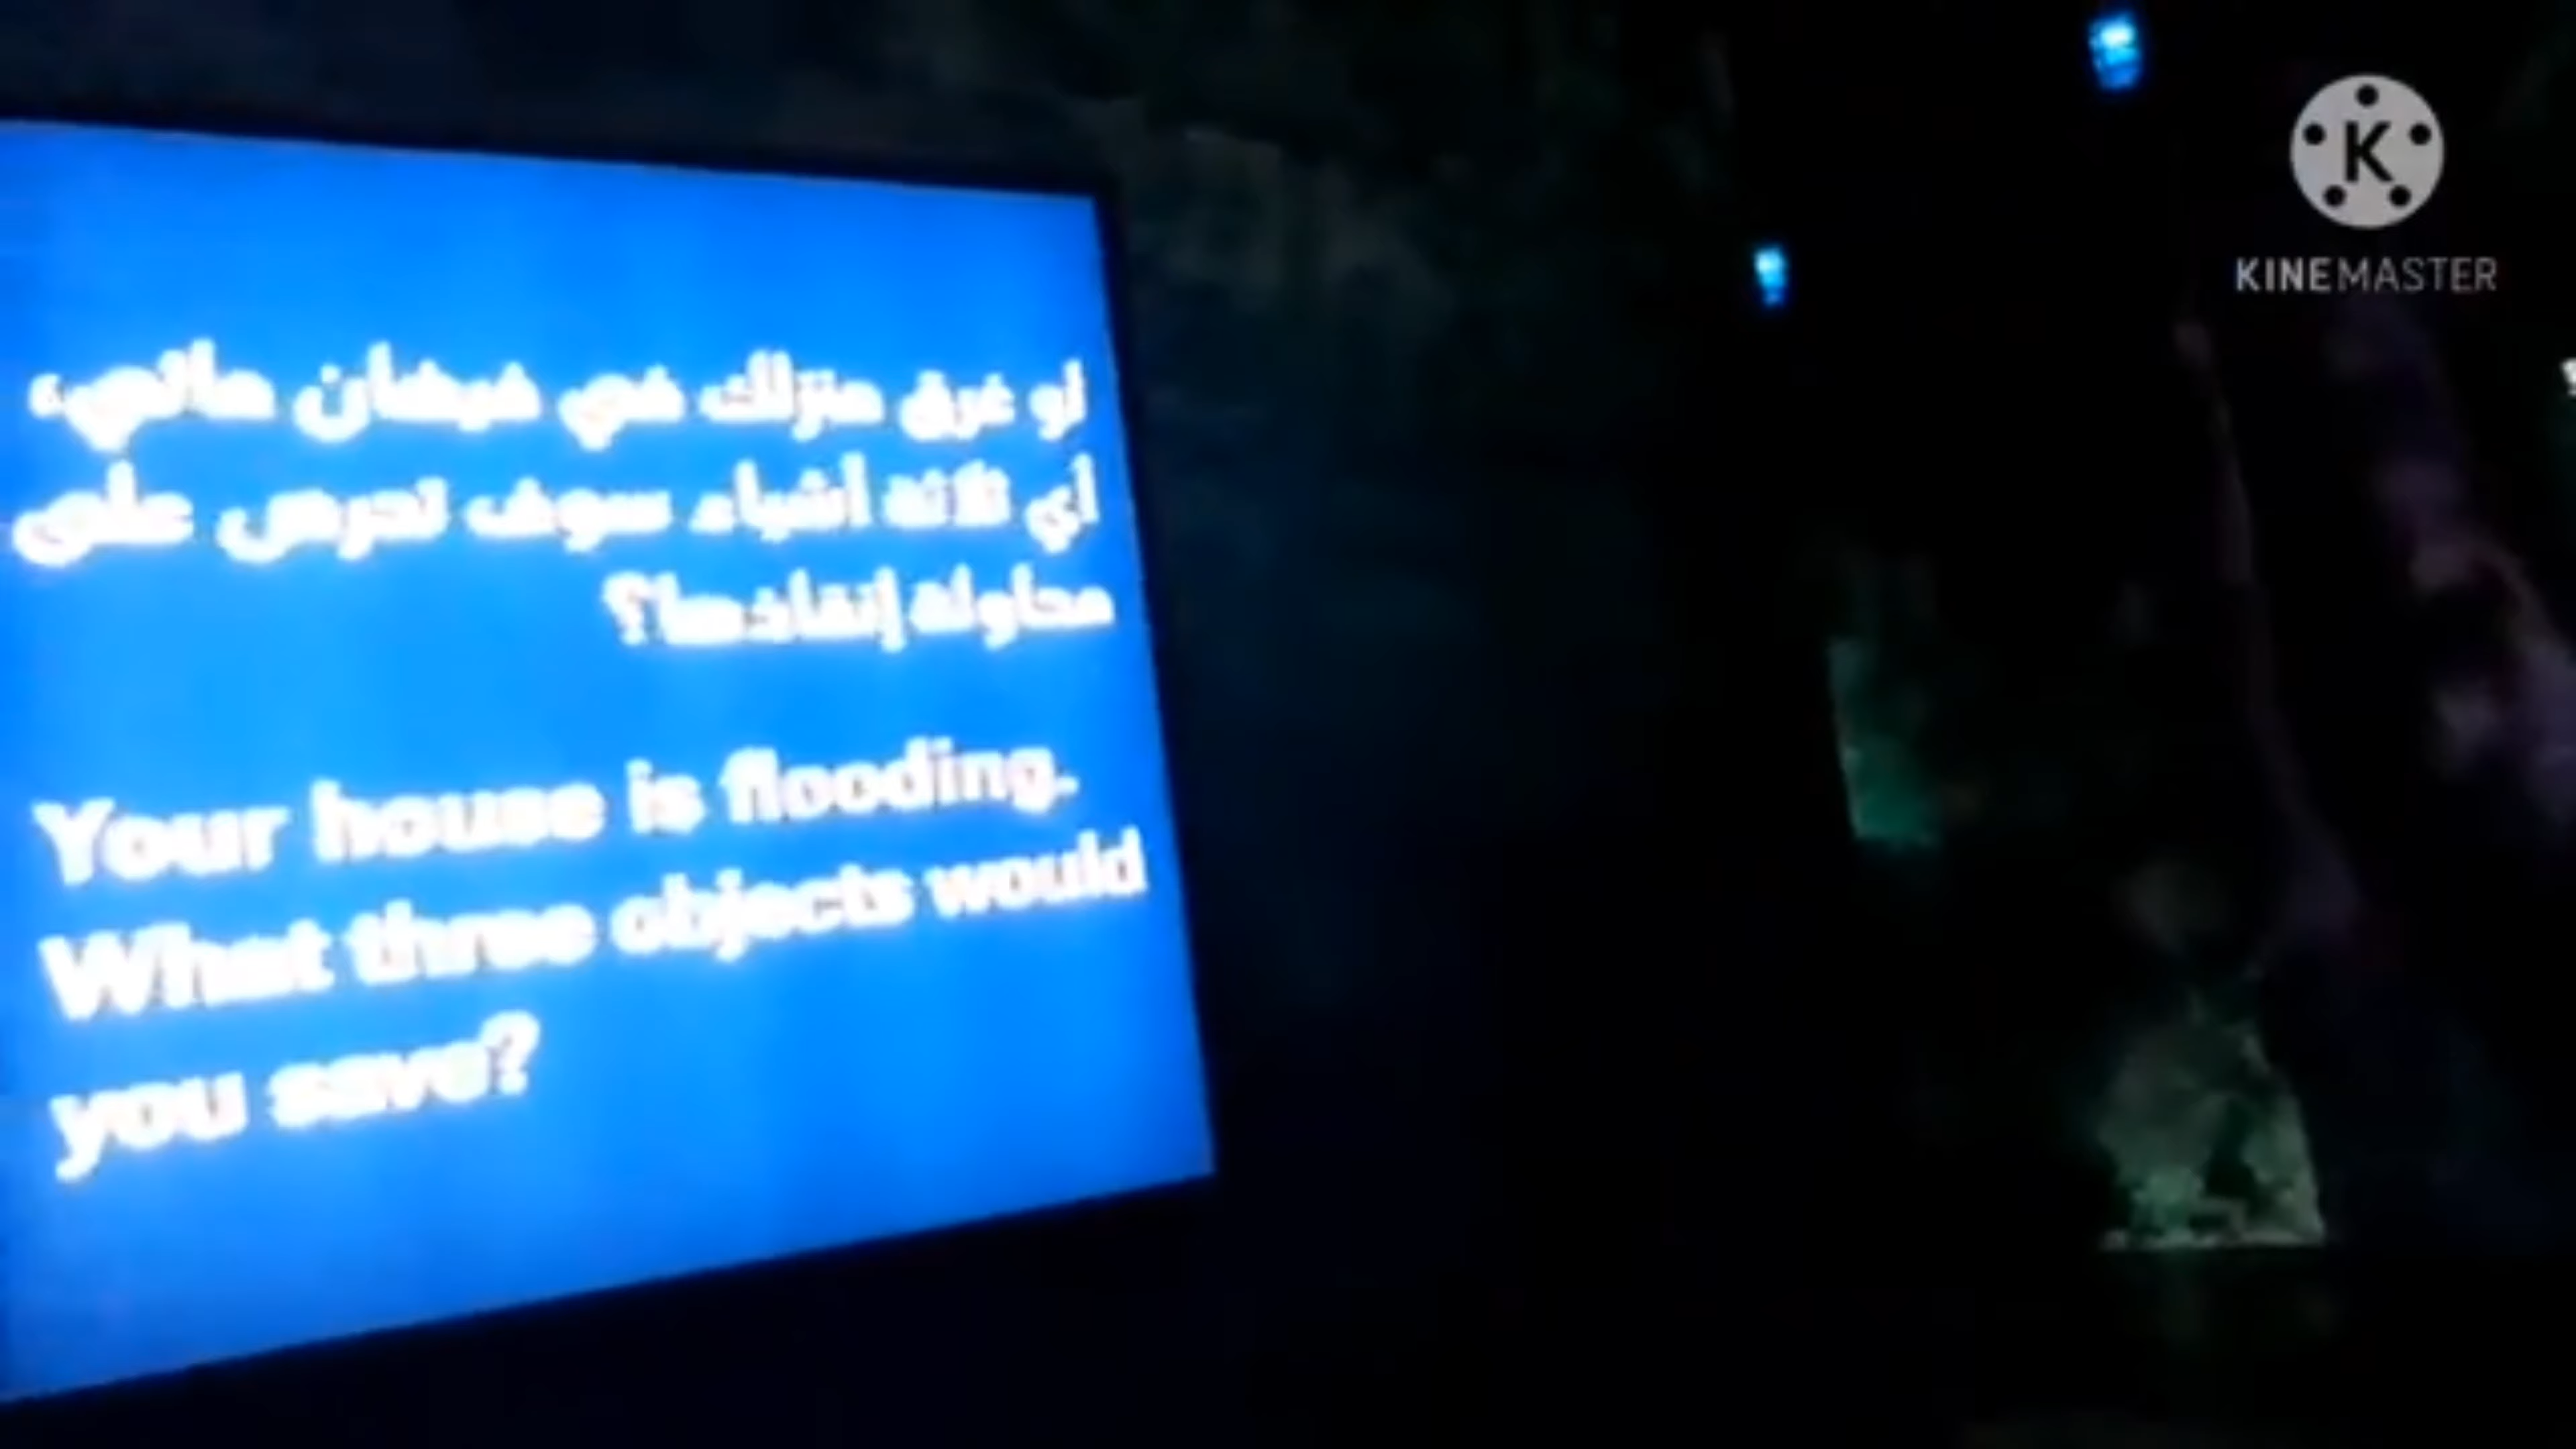 لو غرق منزلك في فيضان مائي،
أي ثلاثة أشياء سوف تحرص على
محاولة إنقاذها؟
Your house is flooding.
What three objects would
you save?
K
KINEMASTER